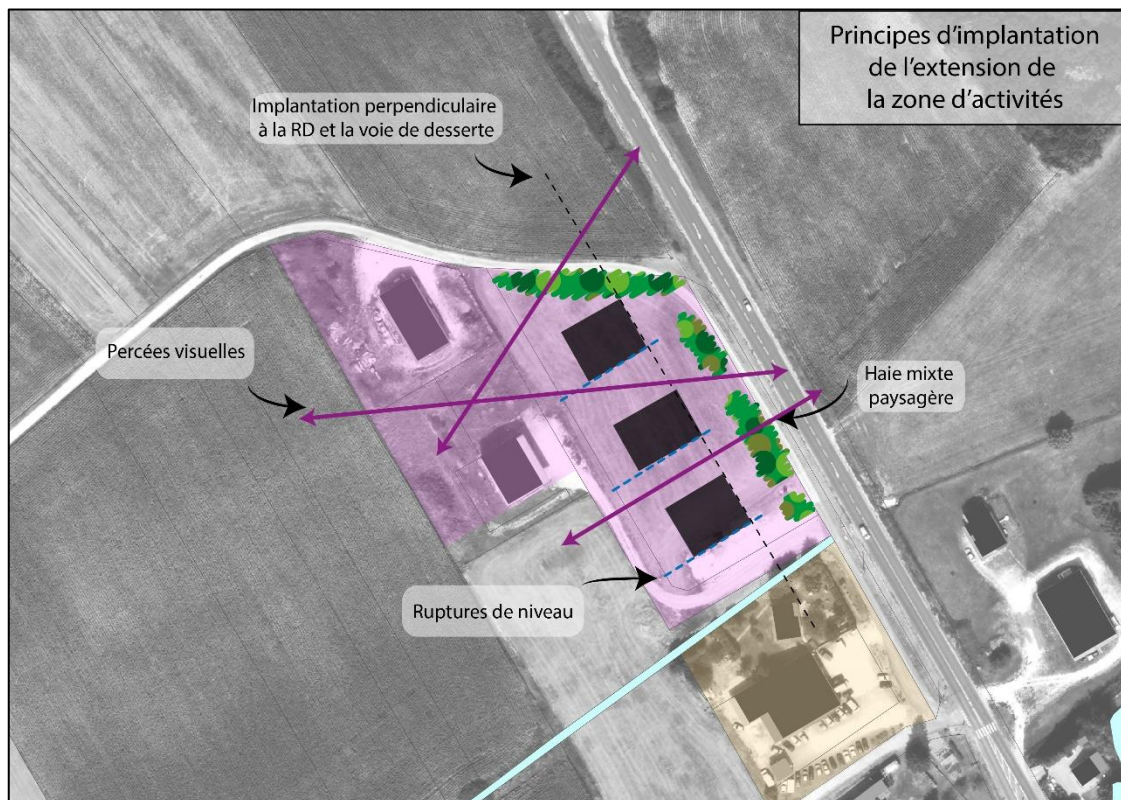 Principes d'implantation
de l'extension de
la zone d'activités
Implantation perpendiculaire
à la RD et la voie de desserte
Percées visuelles
Haie mixte
paysagère
Ruptures de niveau